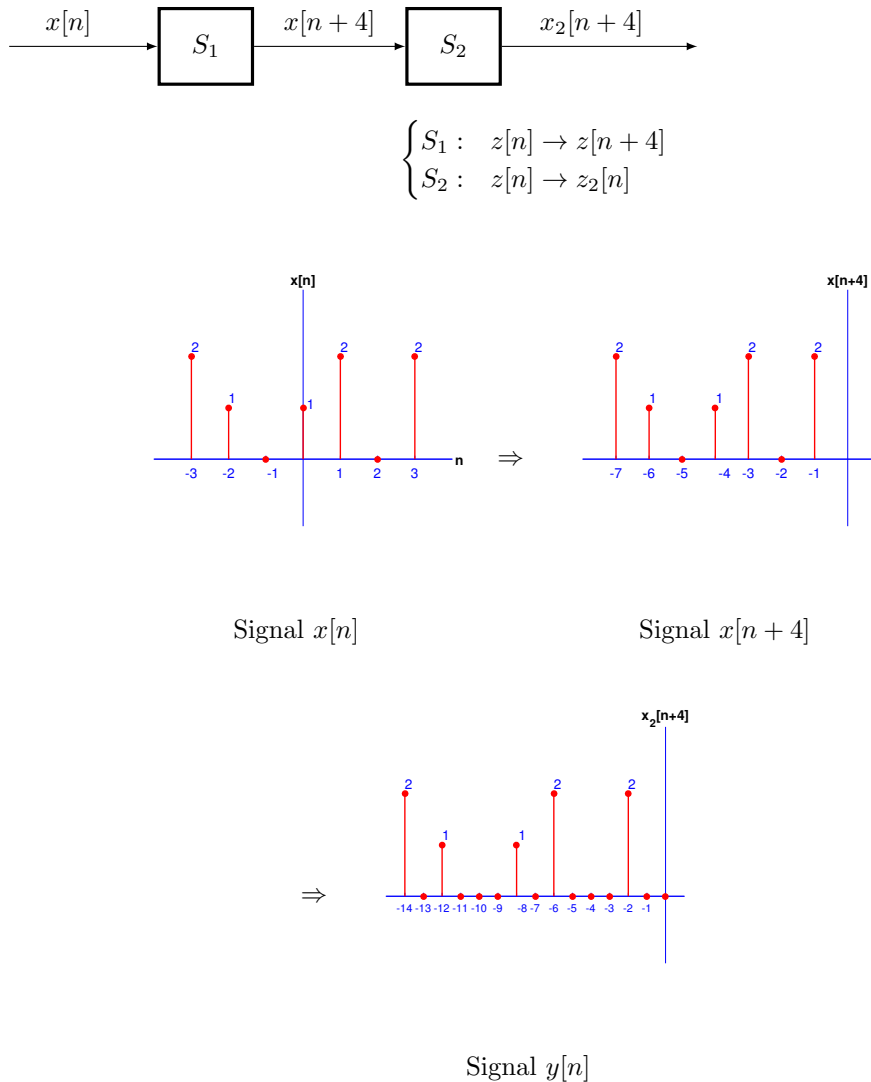 x[n] S₁ x[n + 4] S₂ x₂[n + 4]
S₁ : z[n] → z[n + 4]
S₂ : z[n] → z₂[n]
x[n]
2 1 1 2 2
-3 -2 -1 1 2 3 n
⇒
x[n+4]
2 1 1 2 2
-7 -6 -5 -4 -3 -2 -1
Signal x[n]
Signal x[n + 4]
x₂[n+4]
2 1 1 2 2
⇒
-14 -13 -12 -11 -10 -9 -8 -7 -6 -5 -4 -3 -2 -1
Signal y[n]